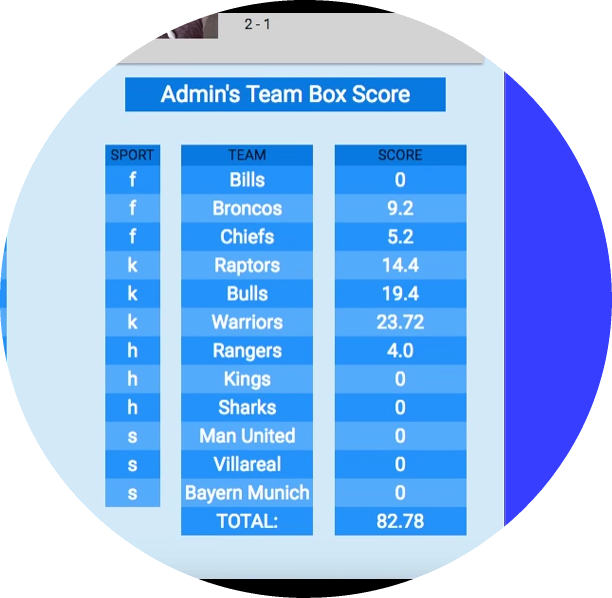 2 - 1
Admin's Team Box Score
SPORT TEAM SCORE
f Bills 0
f Broncos 9.2
f Chiefs 5.2
k Raptors 14.4
k Bulls 19.4
k Warriors 23.72
h Rangers 4.0
h Kings 0
h Sharks 0
s Man United 0
s Villareal 0
s Bayern Munich 0
TOTAL: 82.78